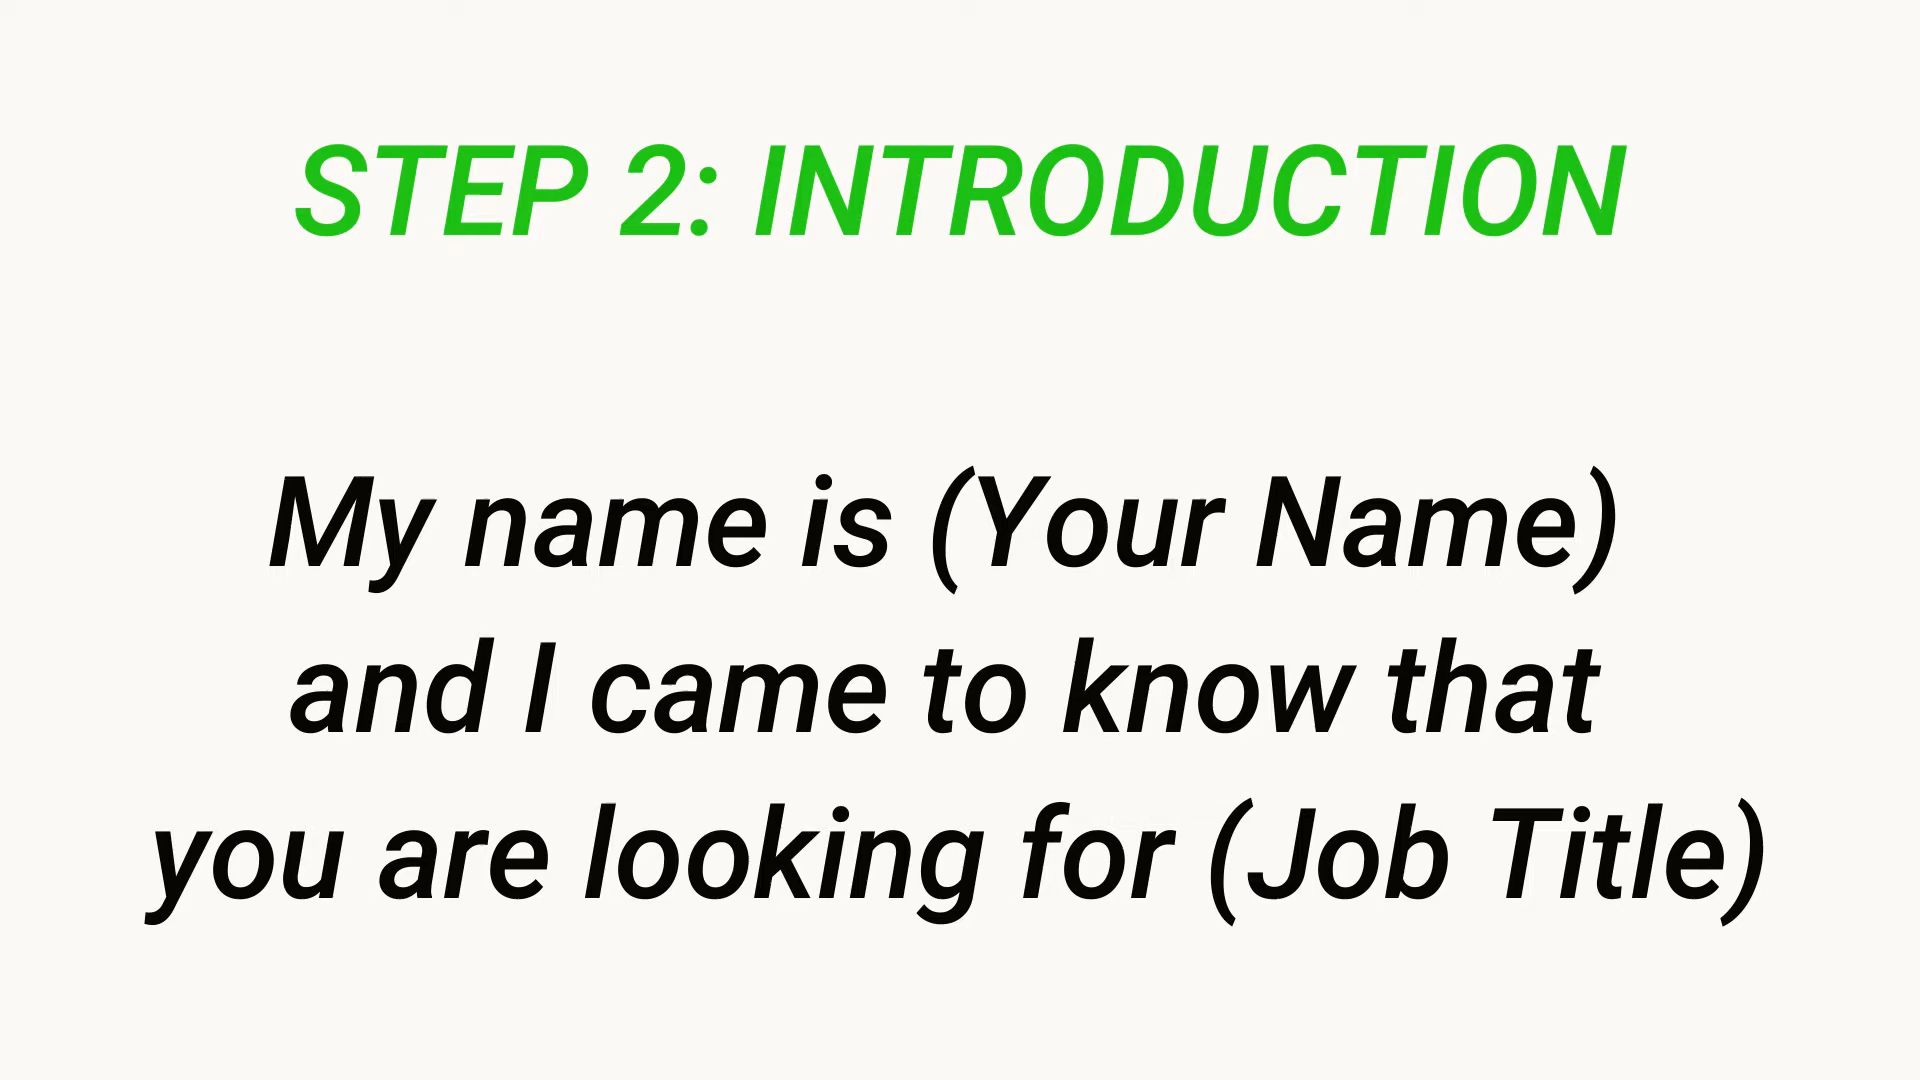 STEP 2: INTRODUCTION
My name is (Your Name)
and I came to know that
you are looking for (Job Title)